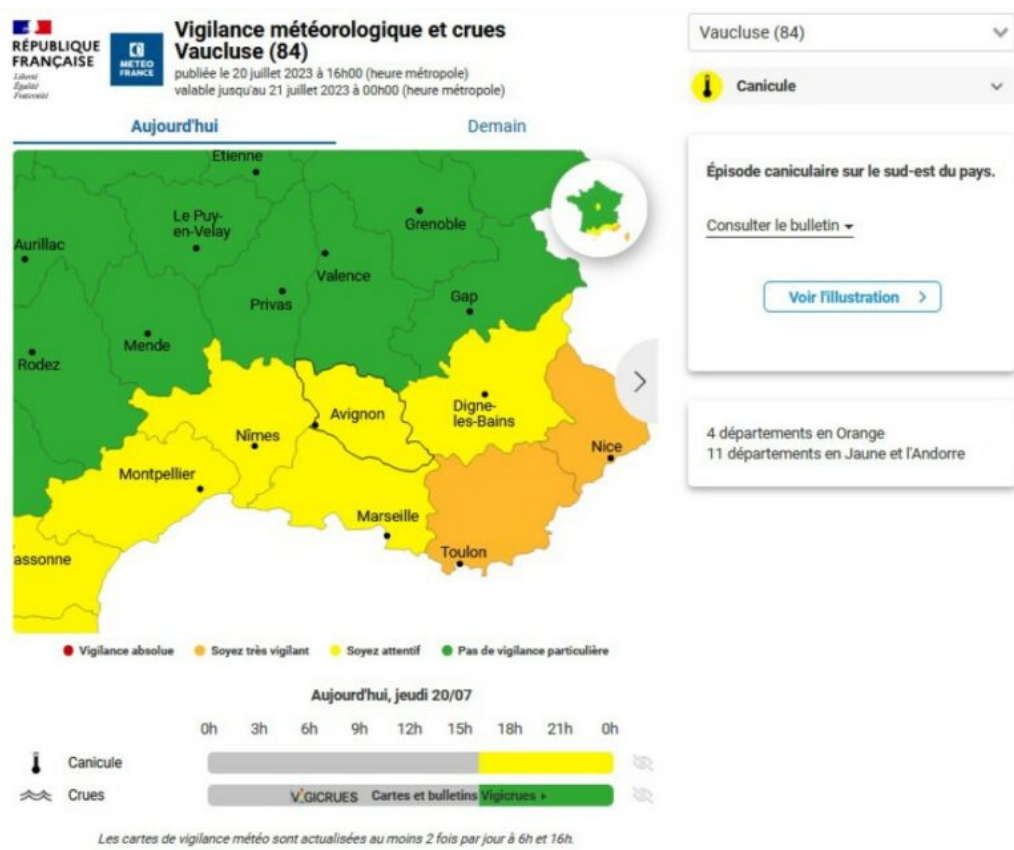 RÉPUBLIQUE
FRANÇAISE
Liberté
Égalité
Fraternité
METEO
FRANCE
Vigilance météorologique et crues
Vaucluse (84)
publiée le 20 juillet 2023 à 16h00 (heure métropole)
valable jusqu'au 21 juillet 2023 à 00h00 (heure métropole)
Vaucluse (84)
Canicule
Aujourd'hui
Demain
Épisode caniculaire sur le sud-est du pays.
Consulter le bulletin
Voir l'illustration
4 départements en Orange
11 départements en Jaune et l'Andorre
Etienne
Le Puy-
en-Velay
Grenoble
Aurillac
Valence
Privas
Gap
Mende
Rodez
Avignon
Digne-
les-Bains
Nîmes
Nice
Montpellier
Marseille
Toulon
assonne
Vigilance absolue
Soyez très vigilant
Soyez attentif
Pas de vigilance particulière
Aujourd'hui, jeudi 20/07
0h 3h 6h 9h 12h 15h 18h 21h 0h
Canicule
Crues
VIGICRUES Cartes et bulletins Vigicrues
Les cartes de vigilance météo sont actualisées au moins 2 fois par jour à 6h et 16h.